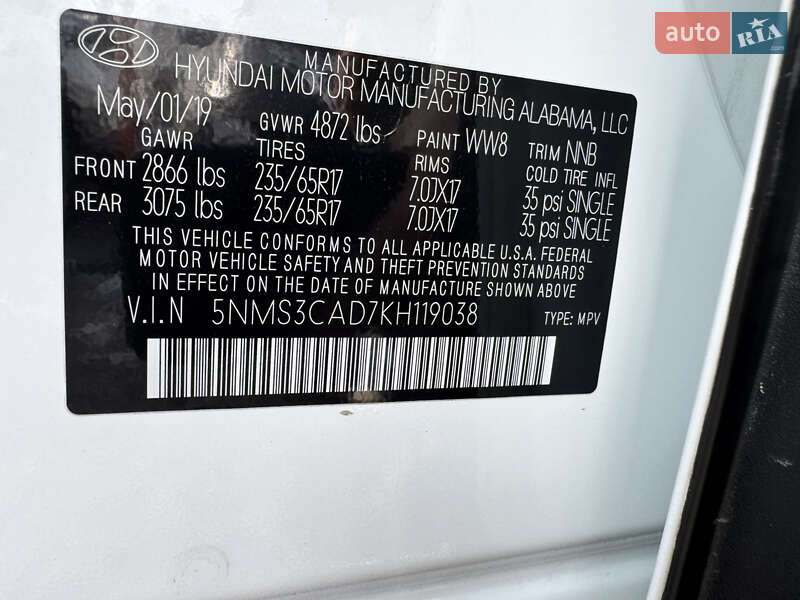 auto RIA
MANUFACTURED BY
HYUNDAI MOTOR MANUFACTURING ALABAMA, LLC
May/01/19 GVWR 4872 lbs PAINT WW8 TRIM NNB
GAWR TIRES RIMS COLD TIRE INFL
FRONT 2866 lbs 235/65R17 7.0JX17 35 psi SINGLE
REAR 3075 lbs 235/65R17 7.0JX17 35 psi SINGLE
THIS VEHICLE CONFORMS TO ALL APPLICABLE U.S.A. FEDERAL
MOTOR VEHICLE SAFETY AND THEFT PREVENTION STANDARDS
IN EFFECT ON THE DATE OF MANUFACTURE SHOWN ABOVE.
V.I.N 5NMS3CAD7KH119038 TYPE: MPV